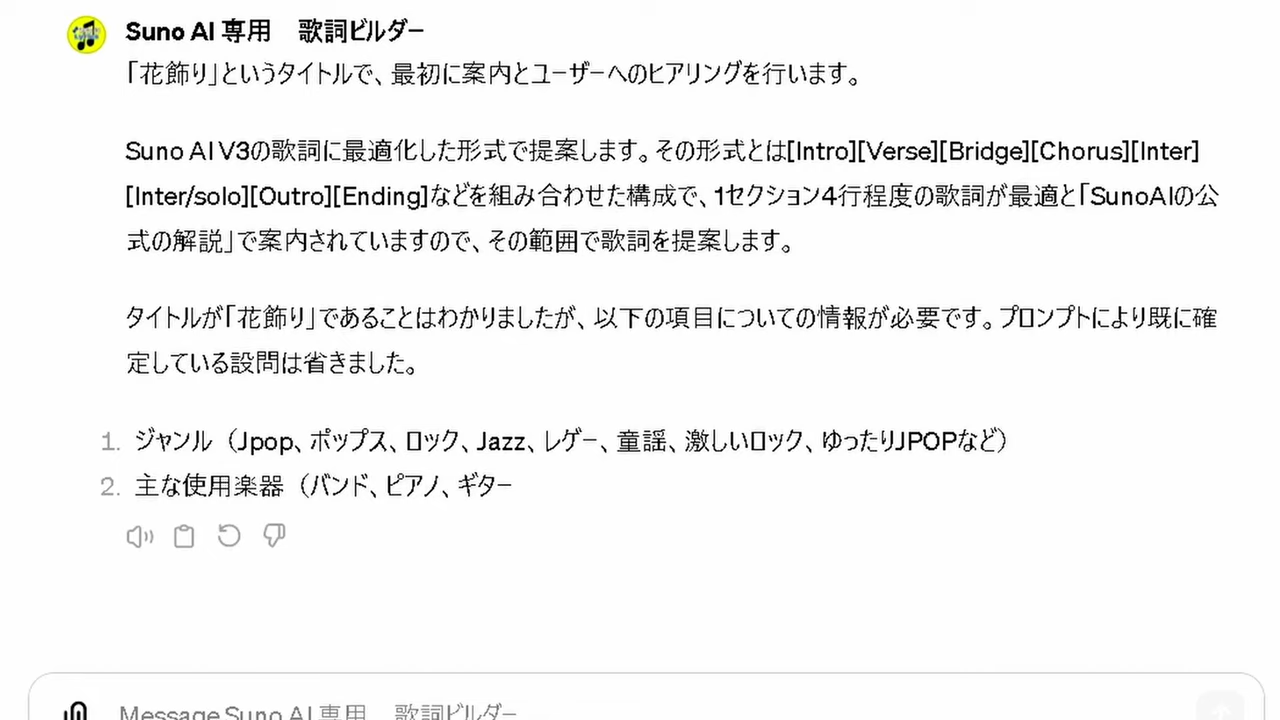 Suno AI 専用　歌詞ビルダー
「花飾り」というタイトルで、最初に案内とユーザーへのヒアリングを行います。
Suno AI V3の歌詞に最適化した形式で提案します。その形式とは[Intro][Verse][Bridge][Chorus][Inter]
[Inter/solo][Outro][Ending]などを組み合わせた構成で、1セクション4行程度の歌詞が最適と「SunoAIの公
式の解説」で案内されていますので、その範囲で歌詞を提案します。
タイトルが「花飾り」であることはわかりましたが、以下の項目についての情報が必要です。プロンプトにより既に確
定している設問は省きました。
1. ジャンル（Jpop、ポップス、ロック、Jazz、レゲー、童謡、激しいロック、ゆったりJPOPなど）
2. 主な使用楽器（バンド、ピアノ、ギター
Message Suno AI 専用　歌詞ビルダー